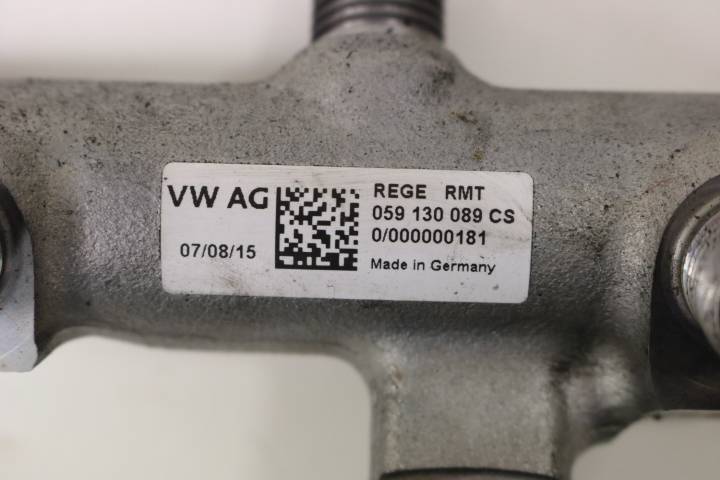 VW AG
07/08/15
REGE RMT
059 130 089 CS
0/000000181
Made in Germany